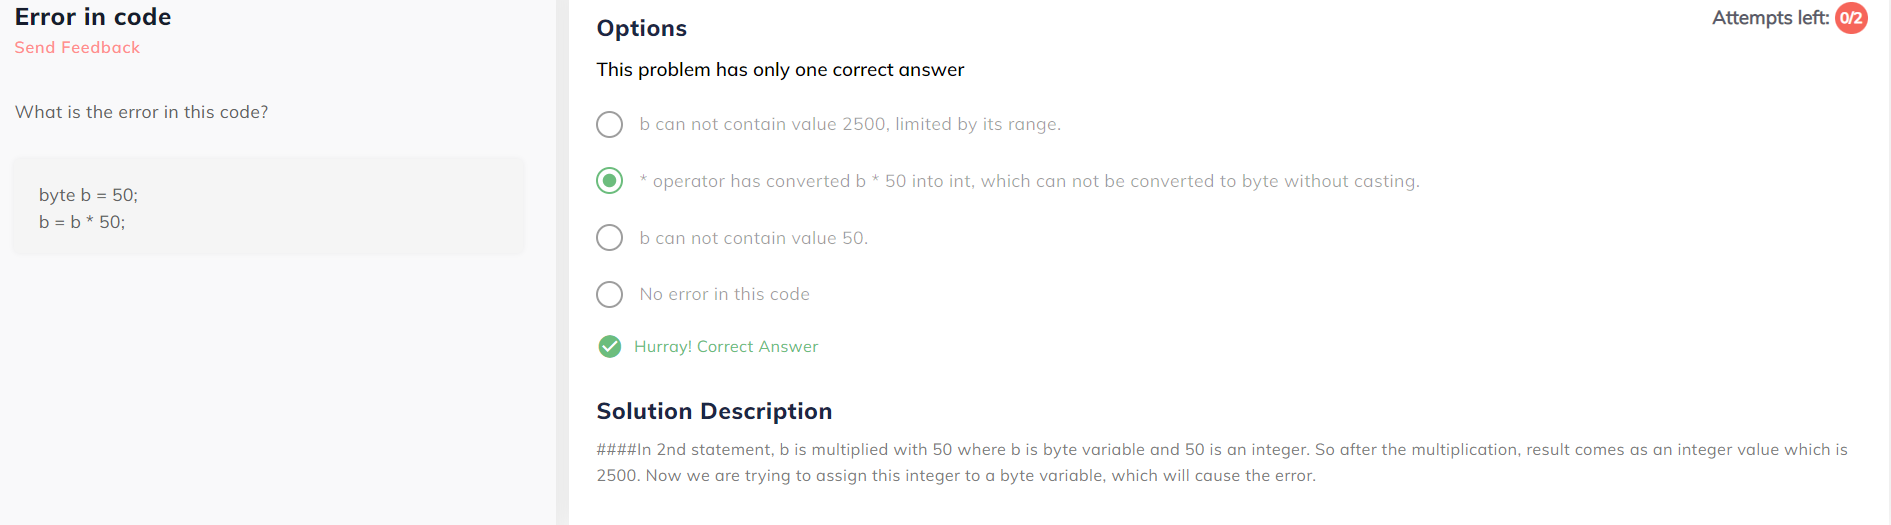 Error in code
Send Feedback
What is the error in this code?
byte b = 50;
b = b * 50;
Options
Attempts left: 0/2
This problem has only one correct answer
b can not contain value 2500, limited by its range.
* operator has converted b * 50 into int, which can not be converted to byte without casting.
b can not contain value 50.
No error in this code
Hurray! Correct Answer
Solution Description
####In 2nd statement, b is multiplied with 50 where b is byte variable and 50 is an integer. So after the multiplication, result comes as an integer value which is
2500. Now we are trying to assign this integer to a byte variable, which will cause the error.